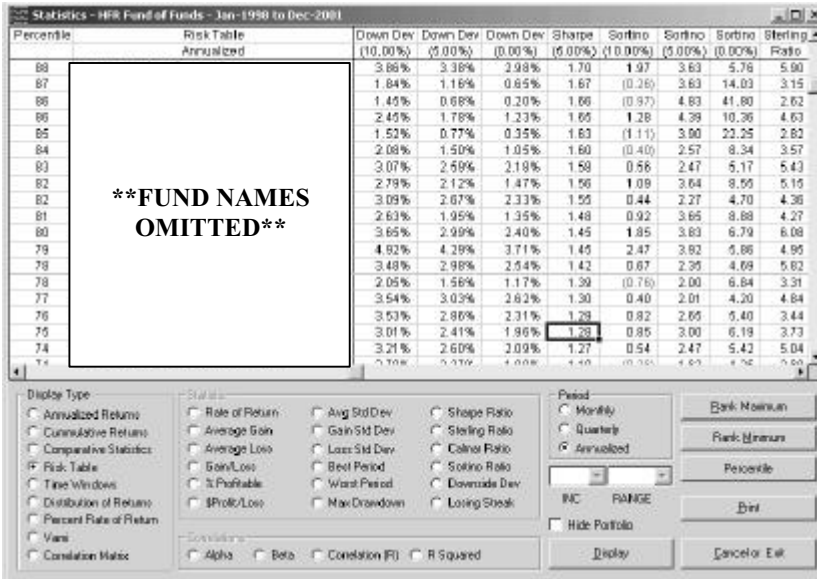 Statistics - HFR Fund of Funds - Jan-1998 to Dec-2001
Percentile Risk Table Down Dev Down Dev Down Dev Sharpe Sortino Sortino Sortino Sterling
Annualized (10.00%) (5.00%) (0.00%) (5.00%) (10.00%) (5.00%) (0.00%) Ratio
88 3.86% 3.38% 2.98% 1.70 1.97 3.63 5.76 5.90
87 1.84% 1.16% 0.65% 1.67 (0.26) 3.63 14.03 3.15
86 1.45% 0.68% 0.20% 1.66 (0.97) 4.83 41.80 2.62
86 2.45% 1.78% 1.23% 1.65 1.28 4.39 10.36 4.63
85 1.52% 0.77% 0.35% 1.63 (1.11) 3.90 22.25 2.82
84 2.08% 1.50% 1.05% 1.60 (0.40) 2.57 8.34 3.57
83 3.07% 2.59% 2.19% 1.59 0.56 2.47 5.17 5.43
82 2.79% 2.12% 1.47% 1.56 1.09 3.64 8.55 5.15
82 3.09% 2.67% 2.33% 1.55 0.44 2.27 4.70 4.36
81 2.63% 1.95% 1.35% 1.48 0.92 3.65 8.88 4.27
80 3.65% 2.99% 2.40% 1.45 1.85 3.83 6.79 6.08
79 4.92% 4.29% 3.71% 1.45 2.47 3.92 5.86 4.95
78 3.48% 2.98% 2.54% 1.42 0.67 2.35 4.69 5.82
78 2.05% 1.56% 1.17% 1.39 (0.76) 2.00 6.84 3.31
77 3.54% 3.03% 2.62% 1.30 0.40 2.01 4.20 4.84
76 3.53% 2.86% 2.31% 1.29 0.82 2.65 5.40 3.44
75 3.01% 2.41% 1.96% 1.28 0.85 3.00 6.19 3.73
74 3.21% 2.60% 2.09% 1.27 0.54 2.47 5.42 5.04
**FUND NAMES
OMITTED**
Display Type
Annualized Returns
Cummulative Returns
Comparative Statistics
Risk Table
Time Windows
Distribution of Returns
Percent Rate of Return
Vami
Correlation Matrix
Statistic
Rate of Return Avg Std Dev Sharpe Ratio
Average Gain Gain Std Dev Sterling Ratio
Average Loss Loss Std Dev Calmar Ratio
Gain/Loss Best Period Sortino Ratio
% Profitable Worst Period Downside Dev
$Profit/Loss Max Drawdown Losing Streak
Correlations
Alpha Beta Correlation (R) R Squared
Period
Monthly
Quarterly
Annualized
INC RANGE
Hide Portfolio
Display
Rank Maximum
Rank Minimum
Percentile
Print
Cancel or Exit